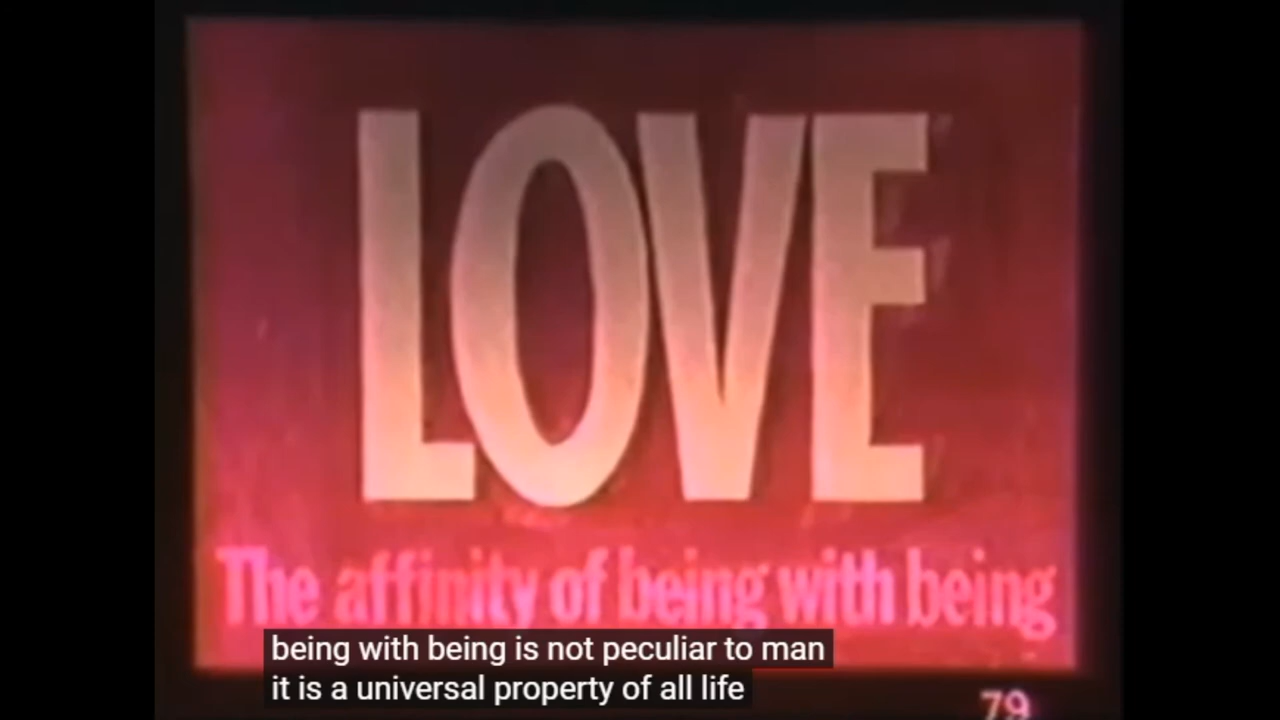 LOVE
The affinity of being with being
being with being is not peculiar to man
it is a universal property of all life
79